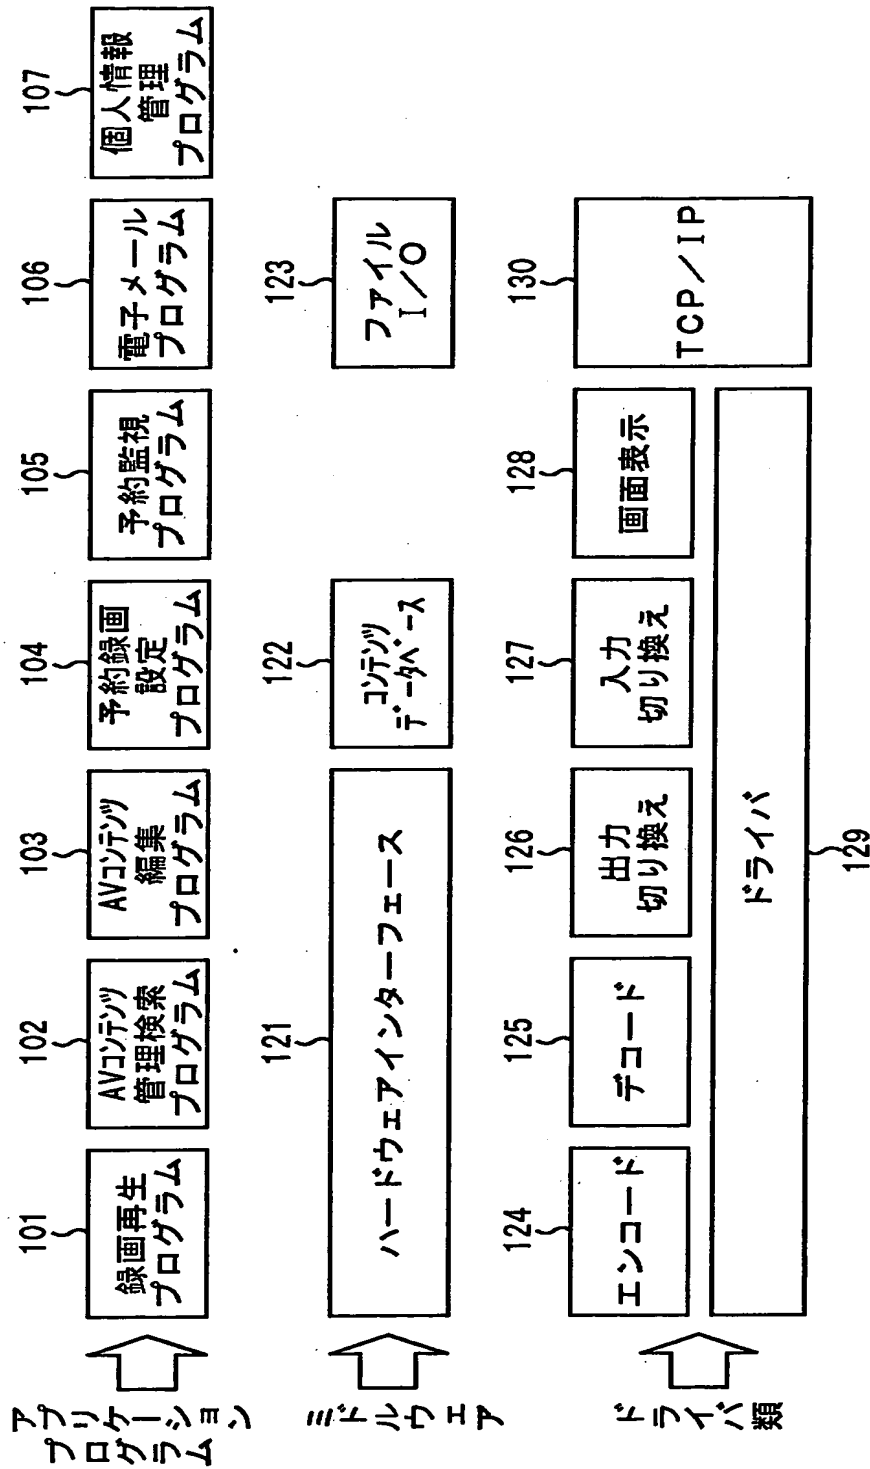 アプリケーション
プログラム
101
録画再生
プログラム
102
AVコンテンツ
管理検索
プログラム
103
AVコンテンツ
編集
プログラム
104
予約録画
設定
プログラム
105
予約監視
プログラム
106
電子メール
プログラム
107
個人情報
管理
プログラム
ミドルウェア
121
ハードウェアインターフェース
122
コンテンツ
データベース
123
ファイル
I/O
ドライバ類
124
エンコード
125
デコード
126
出力
切り換え
127
入力
切り換え
128
画面表示
130
TCP/IP
ドライバ
129